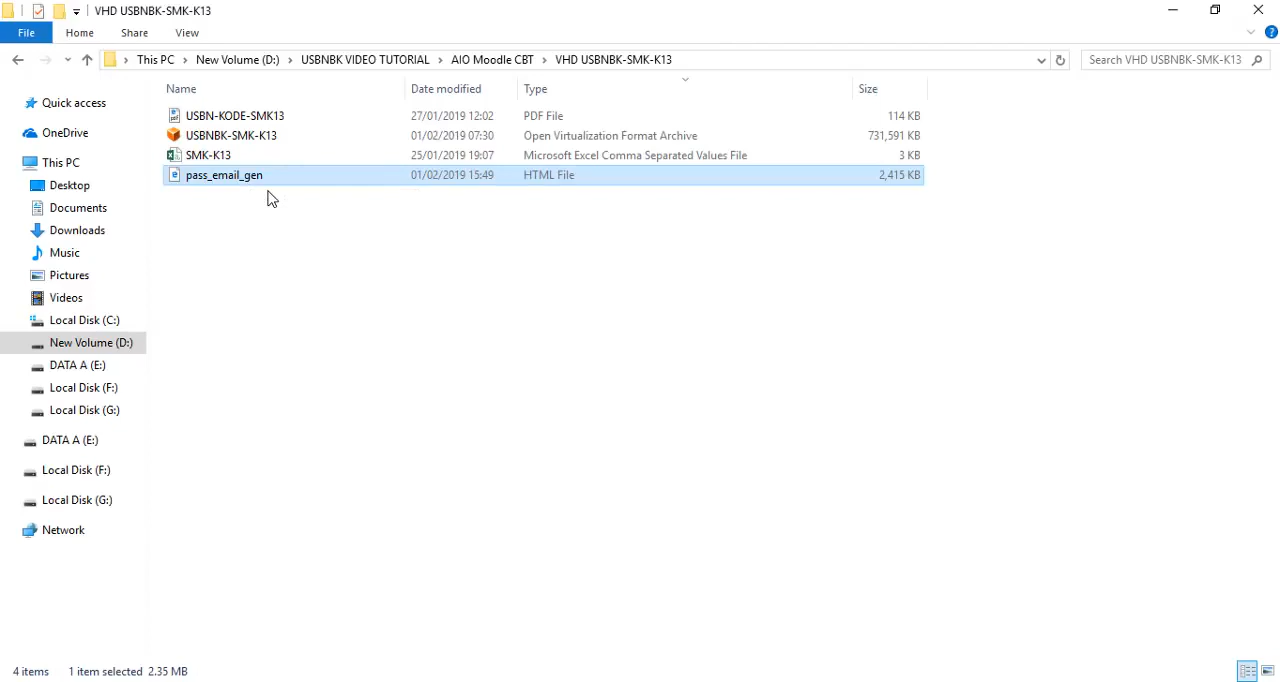 VHD USBNBK-SMK-K13
File Home Share View
This PC New Volume (D:) USBNBK VIDEO TUTORIAL AIO Moodle CBT VHD USBNBK-SMK-K13 Search VHD USBNBK-SMK-K13
Name Date modified Type Size
USBN-KODE-SMK13 27/01/2019 12:02 PDF File 114 KB
USBNBK-SMK-K13 01/02/2019 07:30 Open Virtualization Format Archive 731,591 KB
SMK-K13 25/01/2019 19:07 Microsoft Excel Comma Separated Values File 3 KB
pass_email_gen 01/02/2019 15:49 HTML File 2,415 KB
Quick access
OneDrive
This PC
Desktop
Documents
Downloads
Music
Pictures
Videos
Local Disk (C:)
New Volume (D:)
DATA A (E:)
Local Disk (F:)
Local Disk (G:)
DATA A (E:)
Local Disk (F:)
Local Disk (G:)
Network
4 items 1 item selected 2.35 MB